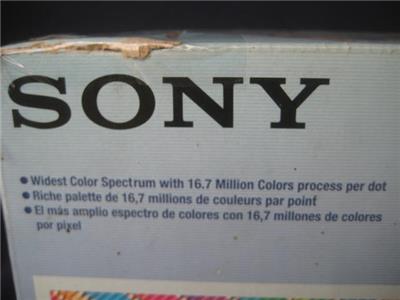 SONY
• Widest Color Spectrum with 16.7 Million Colors process per dot
• Riche palette de 16,7 millions de couleurs par point
• El más amplio espectro de colores con 16,7 millones de colores
por pixel